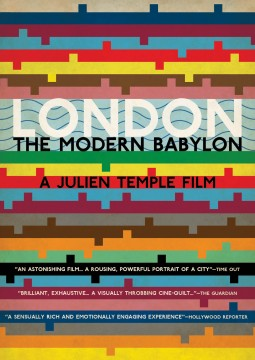 LONDON
THE MODERN BABYLON
A JULIEN TEMPLE FILM
"AN ASTONISHING FILM... A ROUSING, POWERFUL PORTRAIT OF A CITY"—TIME OUT
"BRILLIANT, EXHAUSTIVE... A VISUALLY THROBBING CINE-QUILT..."—THE GUARDIAN
"A SENSUALLY RICH AND EMOTIONALLY ENGAGING EXPERIENCE"—HOLLYWOOD REPORTER